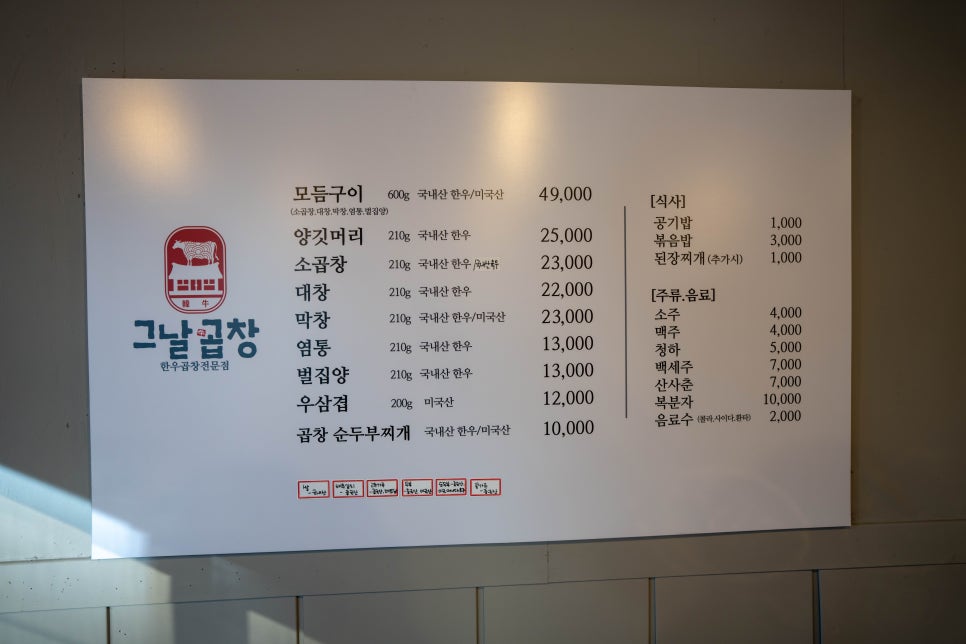 韓牛
그날곱창
한우곱창전문점
모듬구이 600g 국내산 한우/미국산 49,000
(소곱창,대창,막창,염통,벌집양)
양깃머리 210g 국내산 한우 25,000
소곱창 210g 국내산 한우 23,000
대창 210g 국내산 한우 22,000
막창 210g 국내산 한우/미국산 23,000
염통 210g 국내산 한우 13,000
벌집양 210g 국내산 한우 13,000
우삼겹 200g 미국산 12,000
곱창 순두부찌개 국내산 한우/미국산 10,000
[식사]
공기밥 1,000
볶음밥 3,000
된장찌개 (추가시) 1,000
[주류.음료]
소주 4,000
맥주 4,000
청하 5,000
백세주 7,000
산사춘 7,000
복분자 10,000
음료수 (콜라,사이다,환타) 2,000